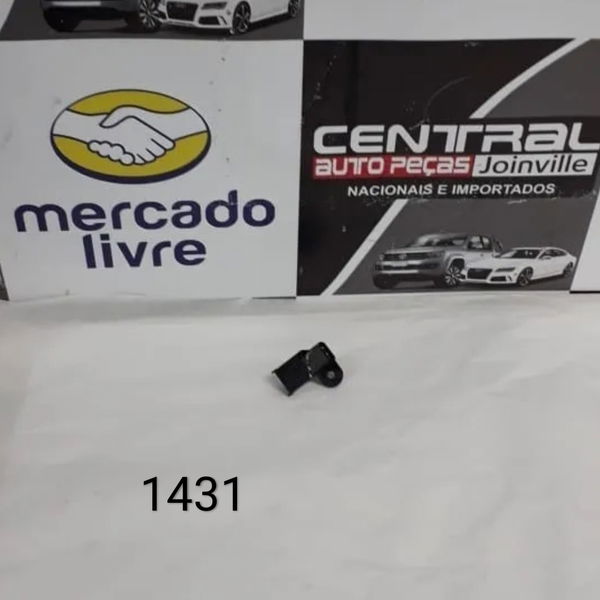 mercado
livre
CENTRAL
AUTO PEÇAS Joinville
NACIONAIS E IMPORTADOS
1431